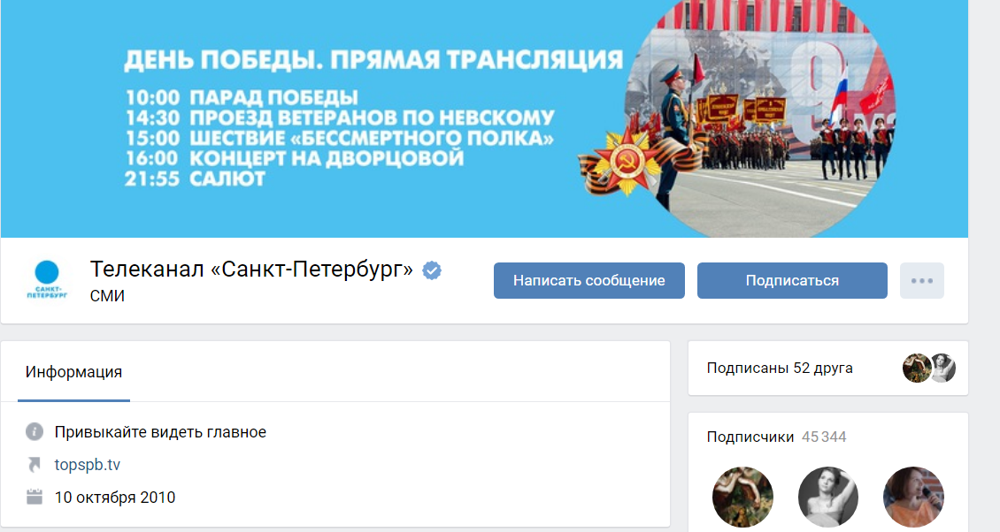 ДЕНЬ ПОБЕДЫ. ПРЯМАЯ ТРАНСЛЯЦИЯ
10:00 ПАРАД ПОБЕДЫ
14:30 ПРОЕЗД ВЕТЕРАНОВ ПО НЕВСКОМУ
15:00 ШЕСТВИЕ «БЕССМЕРТНОГО ПОЛКА»
16:00 КОНЦЕРТ НА ДВОРЦОВОЙ
21:55 САЛЮТ
САНКТ-
ПЕТЕРБУРГ
Телеканал «Санкт-Петербург»
СМИ
Написать сообщение
Подписаться
Информация
Привыкайте видеть главное
topspb.tv
10 октября 2010
Подписаны 52 друга
Подписчики 45 344